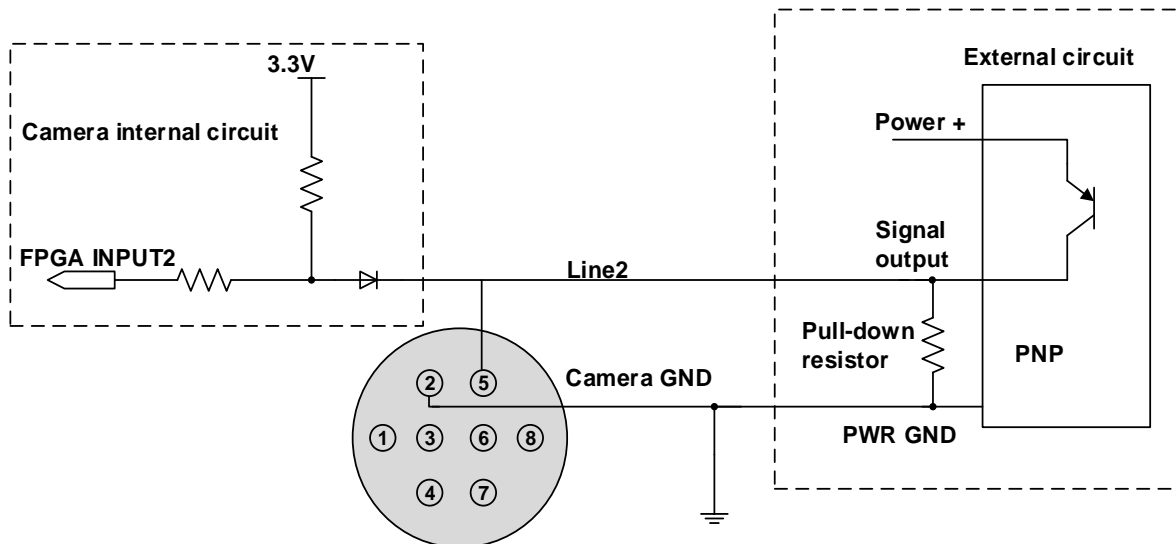 External circuit
3.3V
Camera internal circuit
Power +
FPGA INPUT2
Line2
Signal
output
Pull-down
resistor
PNP
Camera GND
PWR GND
2 5
1 3 6 8
4 7